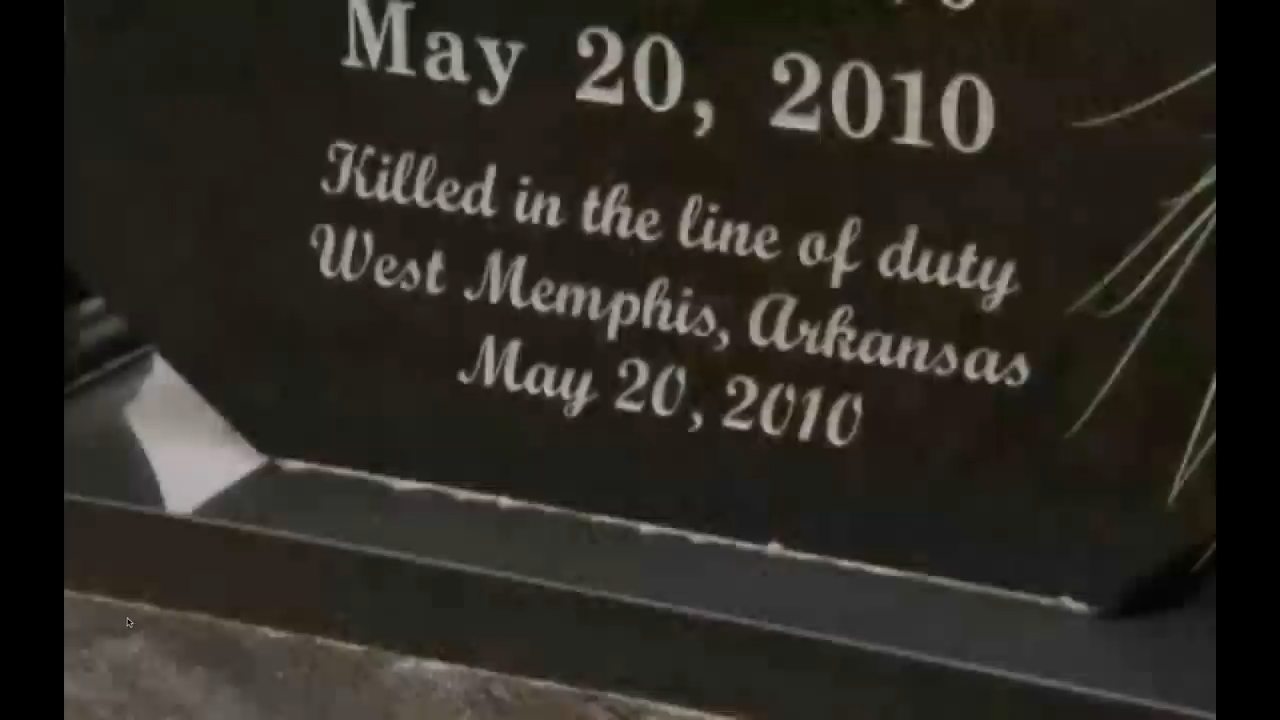 May 20, 2010
Killed in the line of duty
West Memphis, Arkansas
May 20, 2010